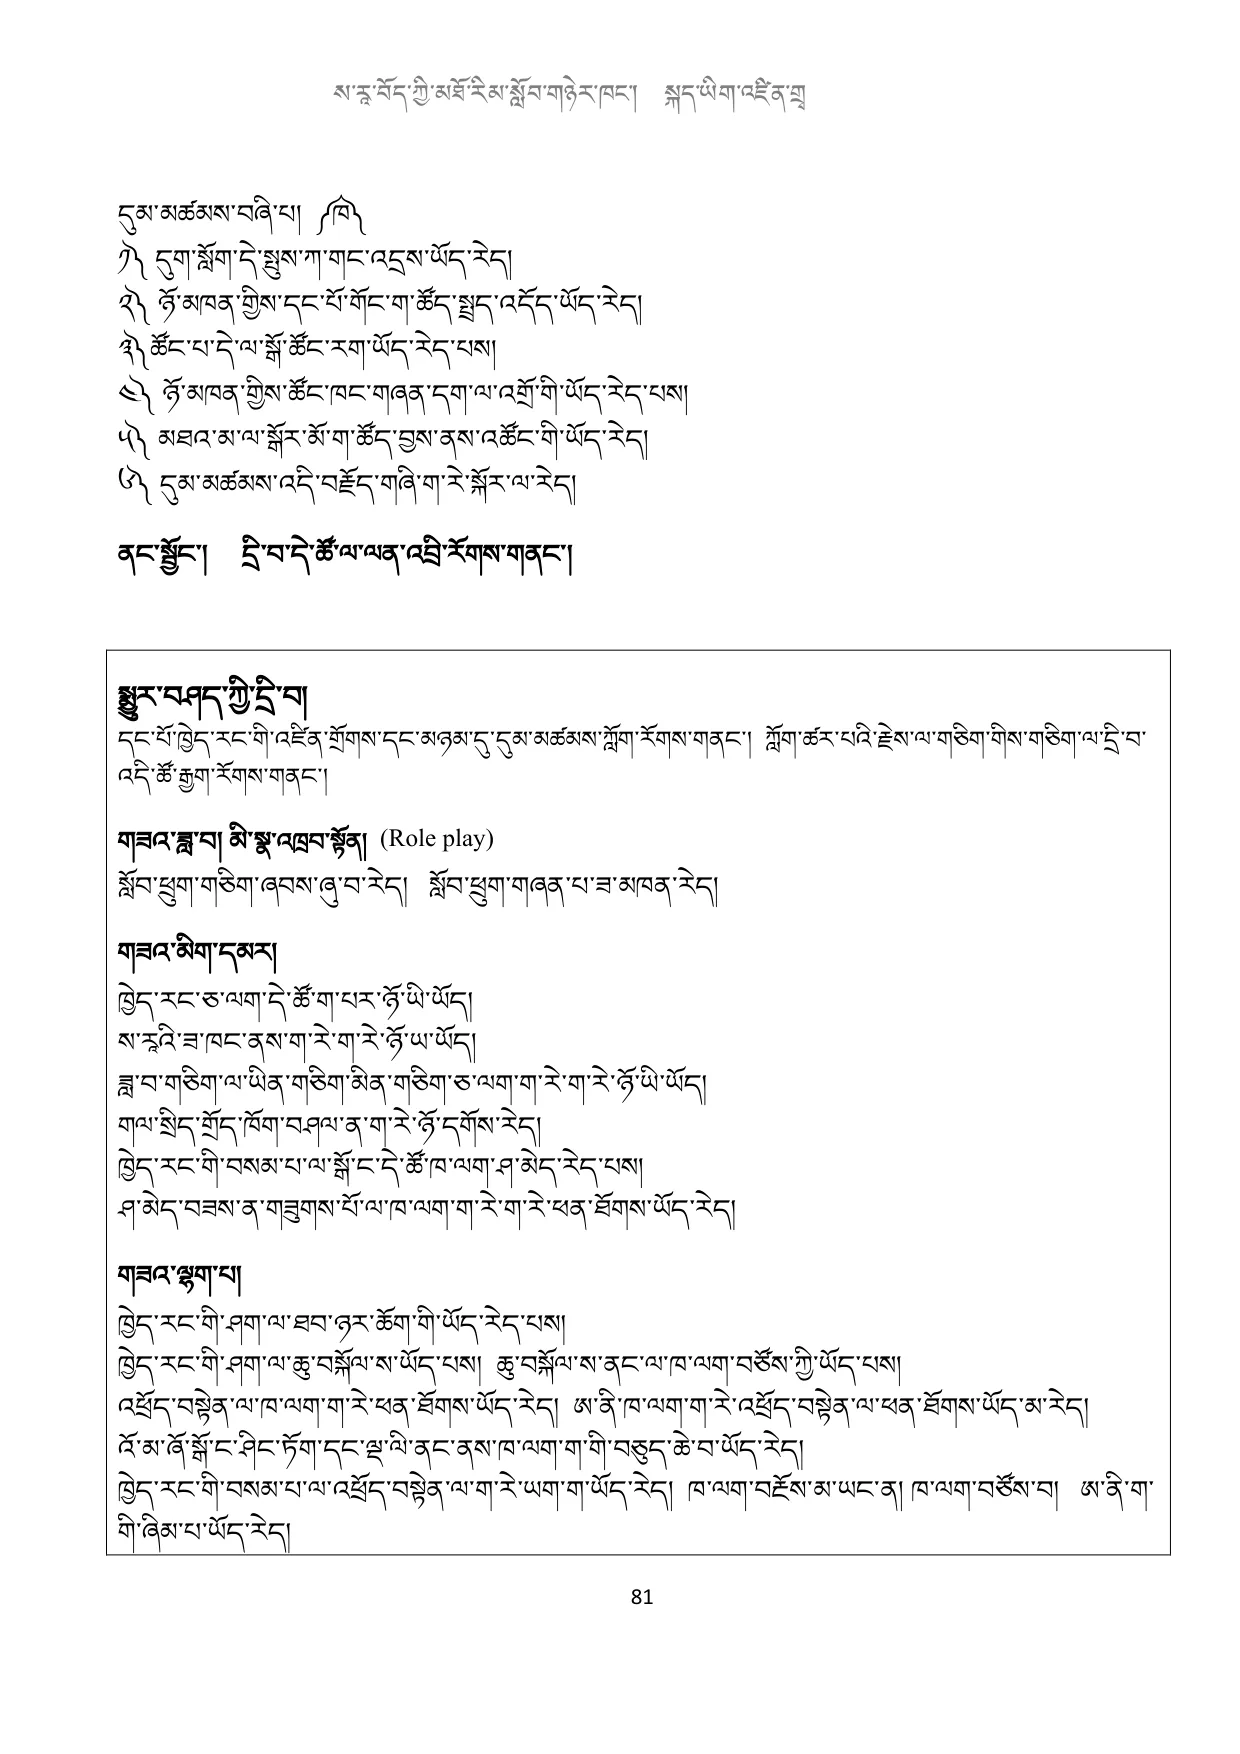 ས་རཱ་བོད་ཀྱི་མཐོ་རིམ་སློབ་གཉེར་ཁང་།   སྐད་ཡིག་འཛིན་གྲྭ
དུམ་མཚམས་བཞི་པ།  ༼ཁ༽
༡༽ དུག་སློག་དེ་སྤུས་ཀ་གང་འདྲས་ཡོད་རེད།
༢༽ ཉོ་མཁན་གྱིས་དང་པོ་གོང་ག་ཚོད་སྤྲད་འདོད་ཡོད་རེད།
༣༽ ཚོང་པ་དེ་ལ་སྒོ་ཚོང་རག་ཡོད་རེད་པས།
༤༽ ཉོ་མཁན་གྱིས་ཚོང་ཁང་གཞན་དག་ལ་འགྲོ་གི་ཡོད་རེད་པས།
༥༽ མཐའ་མ་ལ་སྒོར་མོ་ག་ཚོད་བྱས་ནས་འཚོང་གི་ཡོད་རེད།
༦༽ དུམ་མཚམས་འདི་བརྗོད་གཞི་ག་རེ་སྐོར་ལ་རེད།
ནང་སྦྱོང་།   དྲི་བ་དེ་ཚོ་ལ་ལན་འབྲི་རོགས་གནང་།
སྨྱུར་བཤད་ཀྱི་དྲི་བ།
དང་པོ་ཁྱེད་རང་གི་འཛིན་གྲོགས་དང་མཉམ་དུ་དུམ་མཚམས་ཀློག་རོགས་གནང་།  ཀློག་ཚར་པའི་རྗེས་ལ་གཅིག་གིས་གཅིག་ལ་དྲི་བ་
འདི་ཚོ་རྒྱག་རོགས་གནང་།
གཟའ་ཟླ་བ། མི་སྣ་འཁྲབ་སྟོན།  (Role play)
སློབ་ཕྲུག་གཅིག་ཞབས་ཞུ་བ་རེད།   སློབ་ཕྲུག་གཞན་པ་ཟ་མཁན་རེད།
གཟའ་མིག་དམར།
ཁྱེད་རང་ཅ་ལག་དེ་ཚོ་ག་པར་ཉོ་ཡི་ཡོད།
ས་རཱའི་ཟ་ཁང་ནས་ག་རེ་ག་རེ་ཉོ་ཡ་ཡོད།
ཟླ་བ་གཅིག་ལ་ཡིན་གཅིག་མིན་གཅིག་ཅ་ལག་ག་རེ་ག་རེ་ཉོ་ཡི་ཡོད།
གལ་སྲིད་གྲོད་ཁོག་བཤལ་ན་ག་རེ་ཉོ་དགོས་རེད།
ཁྱེད་རང་གི་བསམ་པ་ལ་སྒོ་ང་དེ་ཚོ་ཁ་ལག་ཤ་མེད་རེད་པས།
ཤ་མེད་བཟས་ན་གཟུགས་པོ་ལ་ཁ་ལག་ག་རེ་ག་རེ་ཕན་ཐོགས་ཡོད་རེད།
གཟའ་ལྷག་པ།
ཁྱེད་རང་གི་ཤག་ལ་ཐབ་ཉར་ཆོག་གི་ཡོད་རེད་པས།
ཁྱེད་རང་གི་ཤག་ལ་ཆུ་བསྐོལ་ས་ཡོད་པས།  ཆུ་བསྐོལ་ས་ནང་ལ་ཁ་ལག་བཙོས་ཀྱི་ཡོད་པས།
འཕྲོད་བསྟེན་ལ་ཁ་ལག་ག་རེ་ཕན་ཐོགས་ཡོད་རེད།  ཨ་ནི་ཁ་ལག་ག་རེ་འཕྲོད་བསྟེན་ལ་ཕན་ཐོགས་ཡོད་མ་རེད།
འོ་མ་ཞོ་སྒོ་ང་ཤིང་ཏོག་དང་ལྡ་ལི་ནང་ནས་ཁ་ལག་ག་གི་བཅུད་ཆེ་བ་ཡོད་རེད།
ཁྱེད་རང་གི་བསམ་པ་ལ་འཕྲོད་བསྟེན་ལ་ག་རེ་ཡག་ག་ཡོད་རེད།  ཁ་ལག་བརྔོས་མ་ཡང་ན། ཁ་ལག་བཙོས་བ།   ཨ་ནི་ག་
གི་ཞིམ་པ་ཡོད་རེད།
81